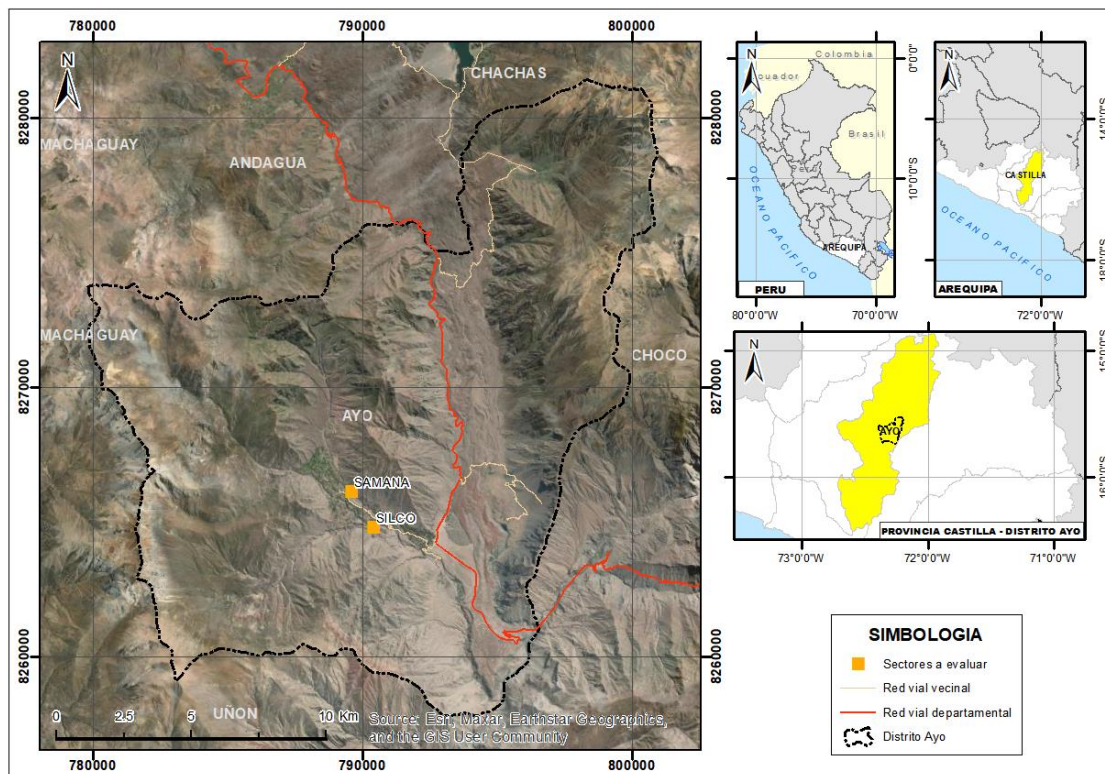 780000
790000
800000
N
CHACHAS
8280000
8280000
MACHAGUAY
ANDAGUA
MACHAGUAY
CHOCO
8270000
8270000
AYO
SAMANA
SILCO
8260000
8260000
UÑON
0 2.5 5 10 Km
Source: Esri, Maxar, Earthstar Geographics,
and the GIS User Community
780000
790000
800000
N
Colombia
Ecuador
Brasil
Perú
OCEANO PACIFICO
AREQUIPA
PERU
0°0'0"
10°0'0"S
80°0'0"W
70°0'0"W
N
CASTILLA
OCEANO PACIFICO
AREQUIPA
14°0'0"S
18°0'0"S
72°0'0"W
N
AYO
PROVINCIA CASTILLA - DISTRITO AYO
15°0'0"S
16°0'0"S
73°0'0"W
72°0'0"W
71°0'0"W
SIMBOLOGIA
Sectores a evaluar
Red vial vecinal
Red vial departamental
Distrito Ayo